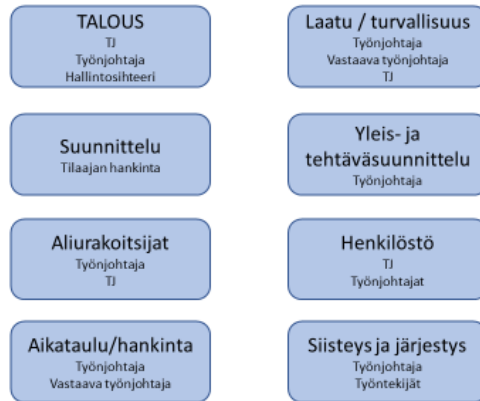 TALOUS
TJ
Työnjohtaja
Hallintosihteeri
Laatu / turvallisuus
Työnjohtaja
Vastaava työnjohtaja
TJ
Suunnittelu
Tilaajan hankinta
Yleis- ja
tehtäväsuunnittelu
Työnjohtaja
Aliurakoitsijat
Työnjohtaja
TJ
Henkilöstö
TJ
Työnjohtajat
Aikataulu/hankinta
Työnjohtaja
Vastaava työnjohtaja
Siisteys ja järjestys
Työnjohtaja
Työntekijät